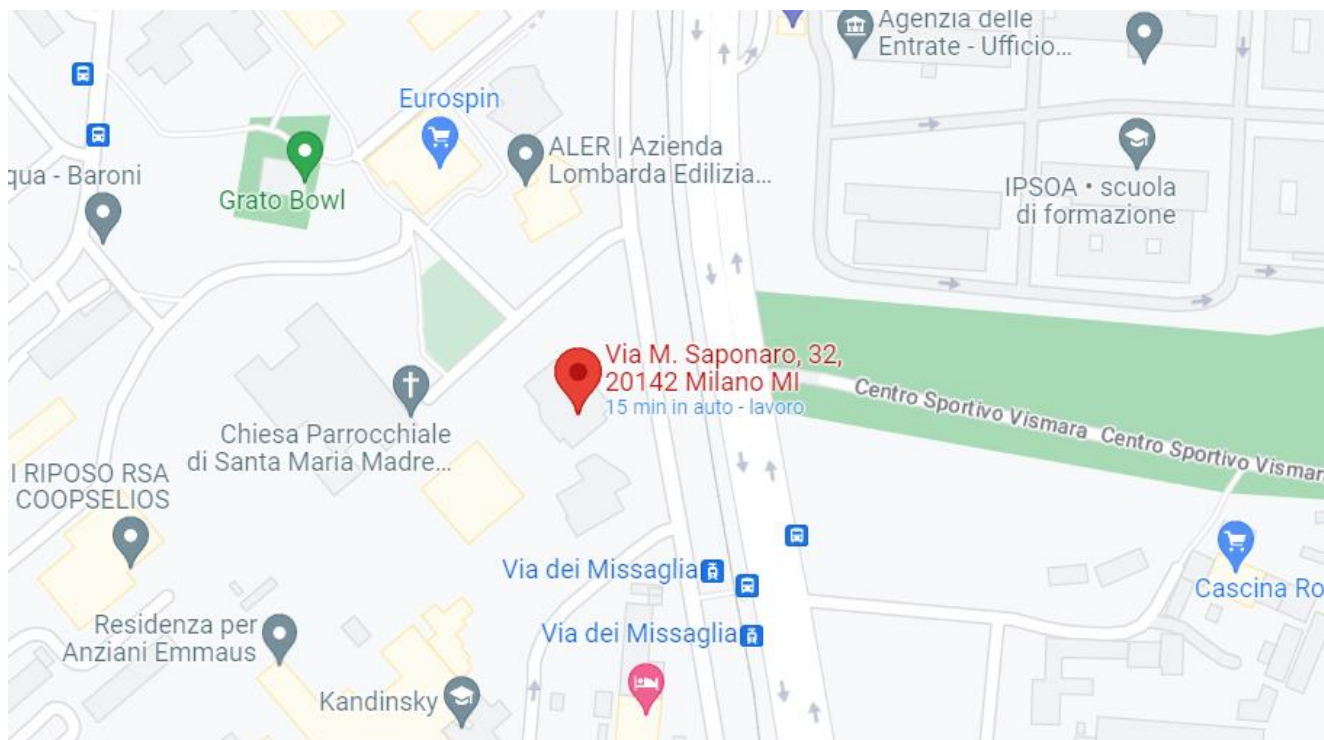 Agenzia delle
Entrate - Ufficio...
Eurospin
ALER | Azienda
Lombarda Edilizia...
qua - Baroni
Grato Bowl
IPSOA • scuola
di formazione
Via M. Saponaro, 32,
20142 Milano MI
15 min in auto - lavoro
Centro Sportivo Vismara Centro Sportivo Vismar
Chiesa Parrocchiale
di Santa Maria Madre...
I RIPOSO RSA
COOPSELIOS
Via dei Missaglia
Cascina Ro
Residenza per
Anziani Emmaus
Via dei Missaglia
Kandinsky